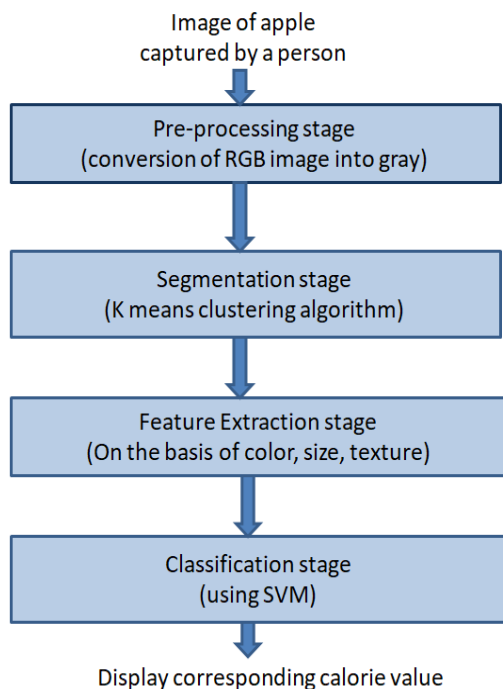 Image of apple
captured by a person
Pre-processing stage
(conversion of RGB image into gray)
Segmentation stage
(K means clustering algorithm)
Feature Extraction stage
(On the basis of color, size, texture)
Classification stage
(using SVM)
Display corresponding calorie value